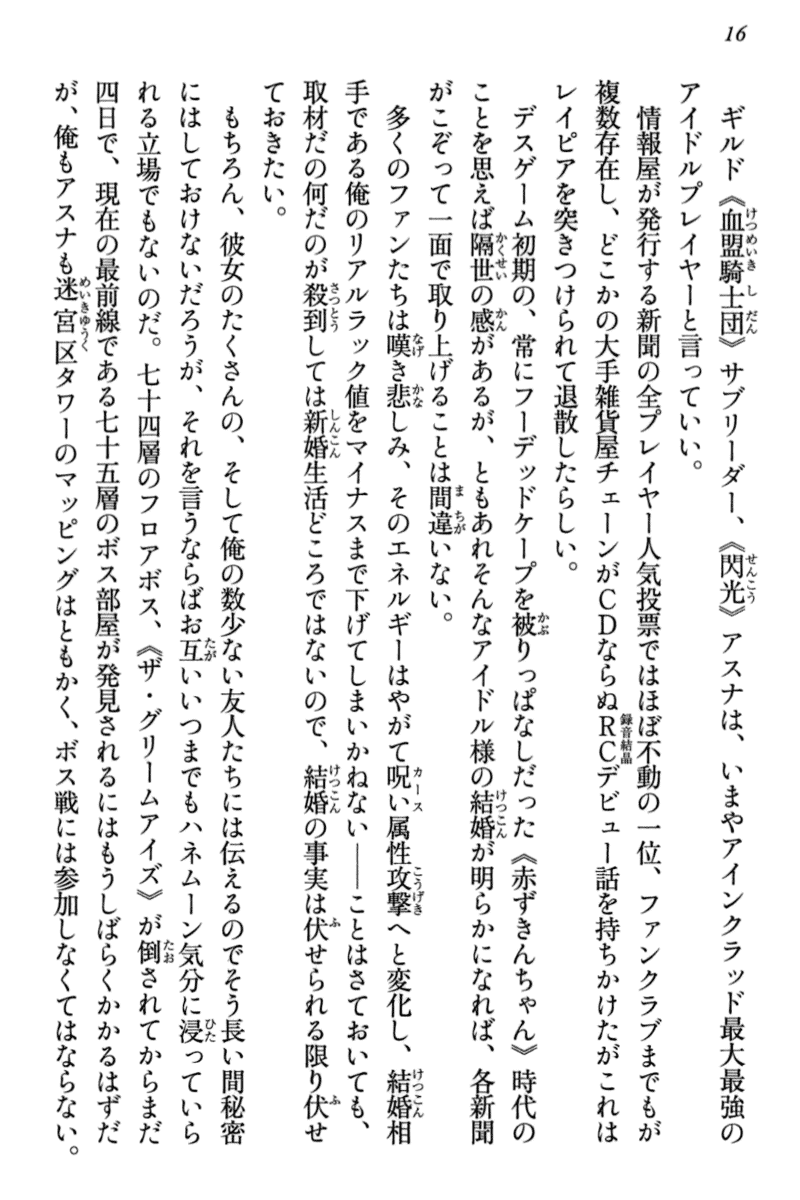 16
ギルド《血盟騎士団》サブリーダー、《閃光》アスナは、いまやアインクラッド最大最強の
アイドルプレイヤーと言っていい。
情報屋が発行する新聞の全プレイヤー人気投票ではほぼ不動の一位、ファンクラブまでもが
複数存在し、どこかの大手雑貨屋チェーンがＣＤならぬＲＣデビュー話を持ちかけたがこれは
レイピアを突きつけられて退散したらしい。
デスゲーム初期の、常にフーデッドケープを被りっぱなしだった《赤ずきんちゃん》時代の
ことを思えば隔世の感があるが、ともあれそんなアイドル様の結婚が明らかになれば、各新聞
がこぞって一面で取り上げることは間違いない。
多くのファンたちは嘆き悲しみ、そのエネルギーはやがて呪い属性攻撃へと変化し、結婚相
手である俺のリアルラック値をマイナスまで下げてしまいかねない――ことはさておいても、
取材だの何だのが殺到しては新婚生活どころではないので、結婚の事実は伏せられる限り伏せ
ておきたい。
もちろん、彼女のたくさんの、そして俺の数少ない友人たちには伝えるのでそう長い間秘密
にはしておけないだろうが、それを言うならばお互いいつまでもハネムーン気分に浸っていら
れる立場でもないのだ。七十四層のフロアボス、《ザ・グリームアイズ》が倒されてからまだ
四日で、現在の最前線である七十五層のボス部屋が発見されるにはもうしばらくかかるはずだ
が、俺もアスナも迷宮区タワーのマッピングはともかく、ボス戦には参加しなくてはならない。